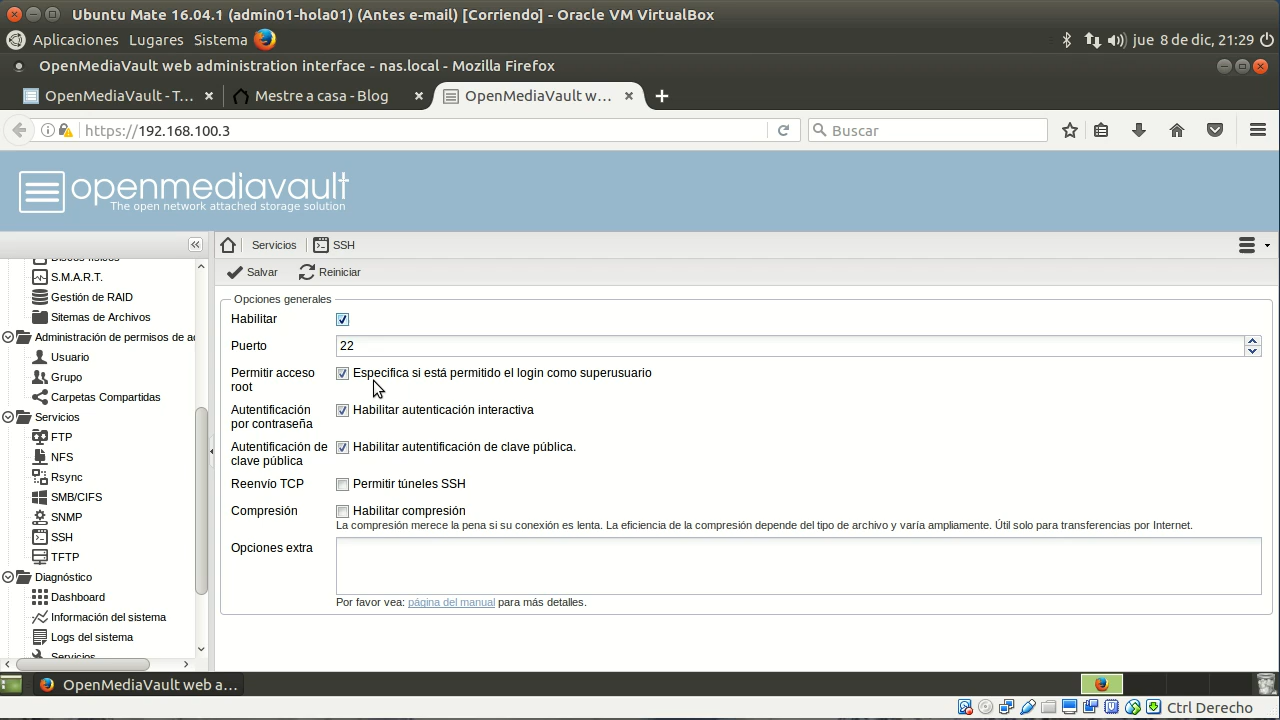 Ubuntu Mate 16.04.1 (admin01-hola01) (Antes e-mail) [Corriendo] - Oracle VM VirtualBox
Aplicaciones Lugares Sistema jue 8 de dic, 21:29
OpenMediaVault web administration interface - nas.local - Mozilla Firefox
OpenMediaVault - T... Mestre a casa - Blog OpenMediaVault w...
https://192.168.100.3 Buscar
openmediavault
The open network attached storage solution
Servicios SSH
Discos físicos
Salvar Reiniciar
S.M.A.R.T.
Gestión de RAID
Sitemas de Archivos
Administración de permisos de a
Usuario
Grupo
Carpetas Compartidas
Servicios
FTP
NFS
Rsync
SMB/CIFS
SNMP
SSH
TFTP
Diagnóstico
Dashboard
Información del sistema
Logs del sistema
Servicios
Opciones generales
Habilitar
Puerto 22
Permitir acceso root Especifica si está permitido el login como superusuario
Autentificación por contraseña Habilitar autenticación interactiva
Autentificación de clave pública Habilitar autentificación de clave pública.
Reenvío TCP Permitir túneles SSH
Compresión Habilitar compresión
La compresión merece la pena si su conexión es lenta. La eficiencia de la compresión depende del tipo de archivo y varía ampliamente. Útil solo para transferencias por Internet.
Opciones extra
Por favor vea: página del manual para más detalles.
OpenMediaVault web a...
Ctrl Derecho